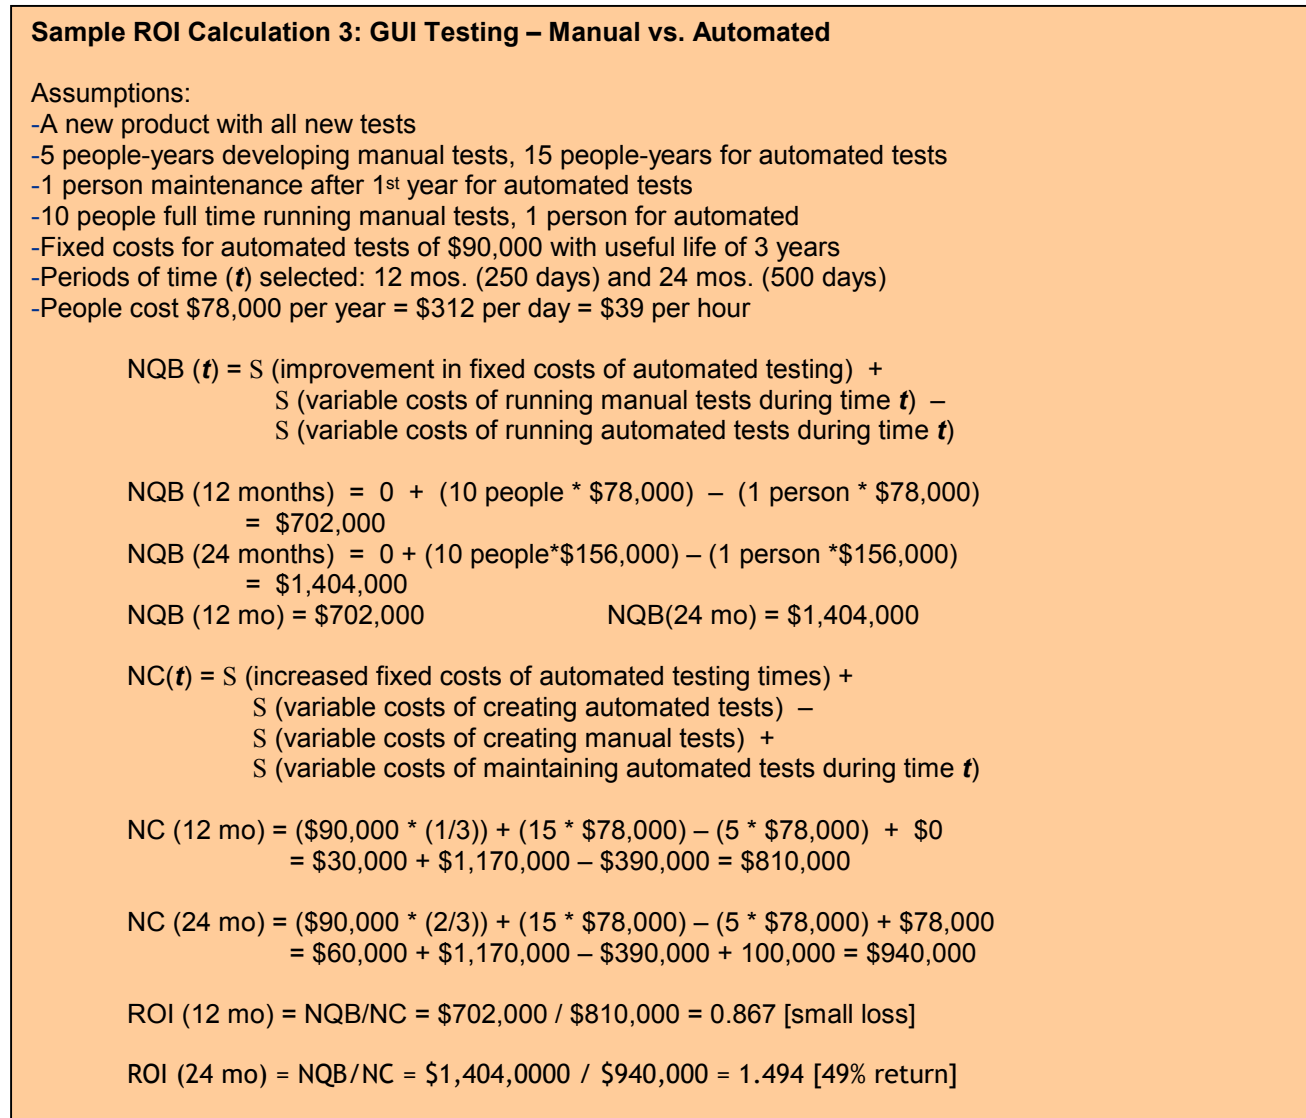 Sample ROI Calculation 3: GUI Testing – Manual vs. Automated
Assumptions:
-A new product with all new tests
-5 people-years developing manual tests, 15 people-years for automated tests
-1 person maintenance after 1st year for automated tests
-10 people full time running manual tests, 1 person for automated
-Fixed costs for automated tests of $90,000 with useful life of 3 years
-Periods of time (t) selected: 12 mos. (250 days) and 24 mos. (500 days)
-People cost $78,000 per year = $312 per day = $39 per hour
NQB (t) = S (improvement in fixed costs of automated testing) +
S (variable costs of running manual tests during time t) –
S (variable costs of running automated tests during time t)
NQB (12 months) = 0 + (10 people * $78,000) – (1 person * $78,000)
= $702,000
NQB (24 months) = 0 + (10 people*$156,000) – (1 person *$156,000)
= $1,404,000
NQB (12 mo) = $702,000 NQB(24 mo) = $1,404,000
NC(t) = S (increased fixed costs of automated testing times) +
S (variable costs of creating automated tests) –
S (variable costs of creating manual tests) +
S (variable costs of maintaining automated tests during time t)
NC (12 mo) = ($90,000 * (1/3)) + (15 * $78,000) – (5 * $78,000) + $0
= $30,000 + $1,170,000 – $390,000 = $810,000
NC (24 mo) = ($90,000 * (2/3)) + (15 * $78,000) – (5 * $78,000) + $78,000
= $60,000 + $1,170,000 – $390,000 + 100,000 = $940,000
ROI (12 mo) = NQB/NC = $702,000 / $810,000 = 0.867 [small loss]
ROI (24 mo) = NQB/NC = $1,404,0000 / $940,000 = 1.494 [49% return]